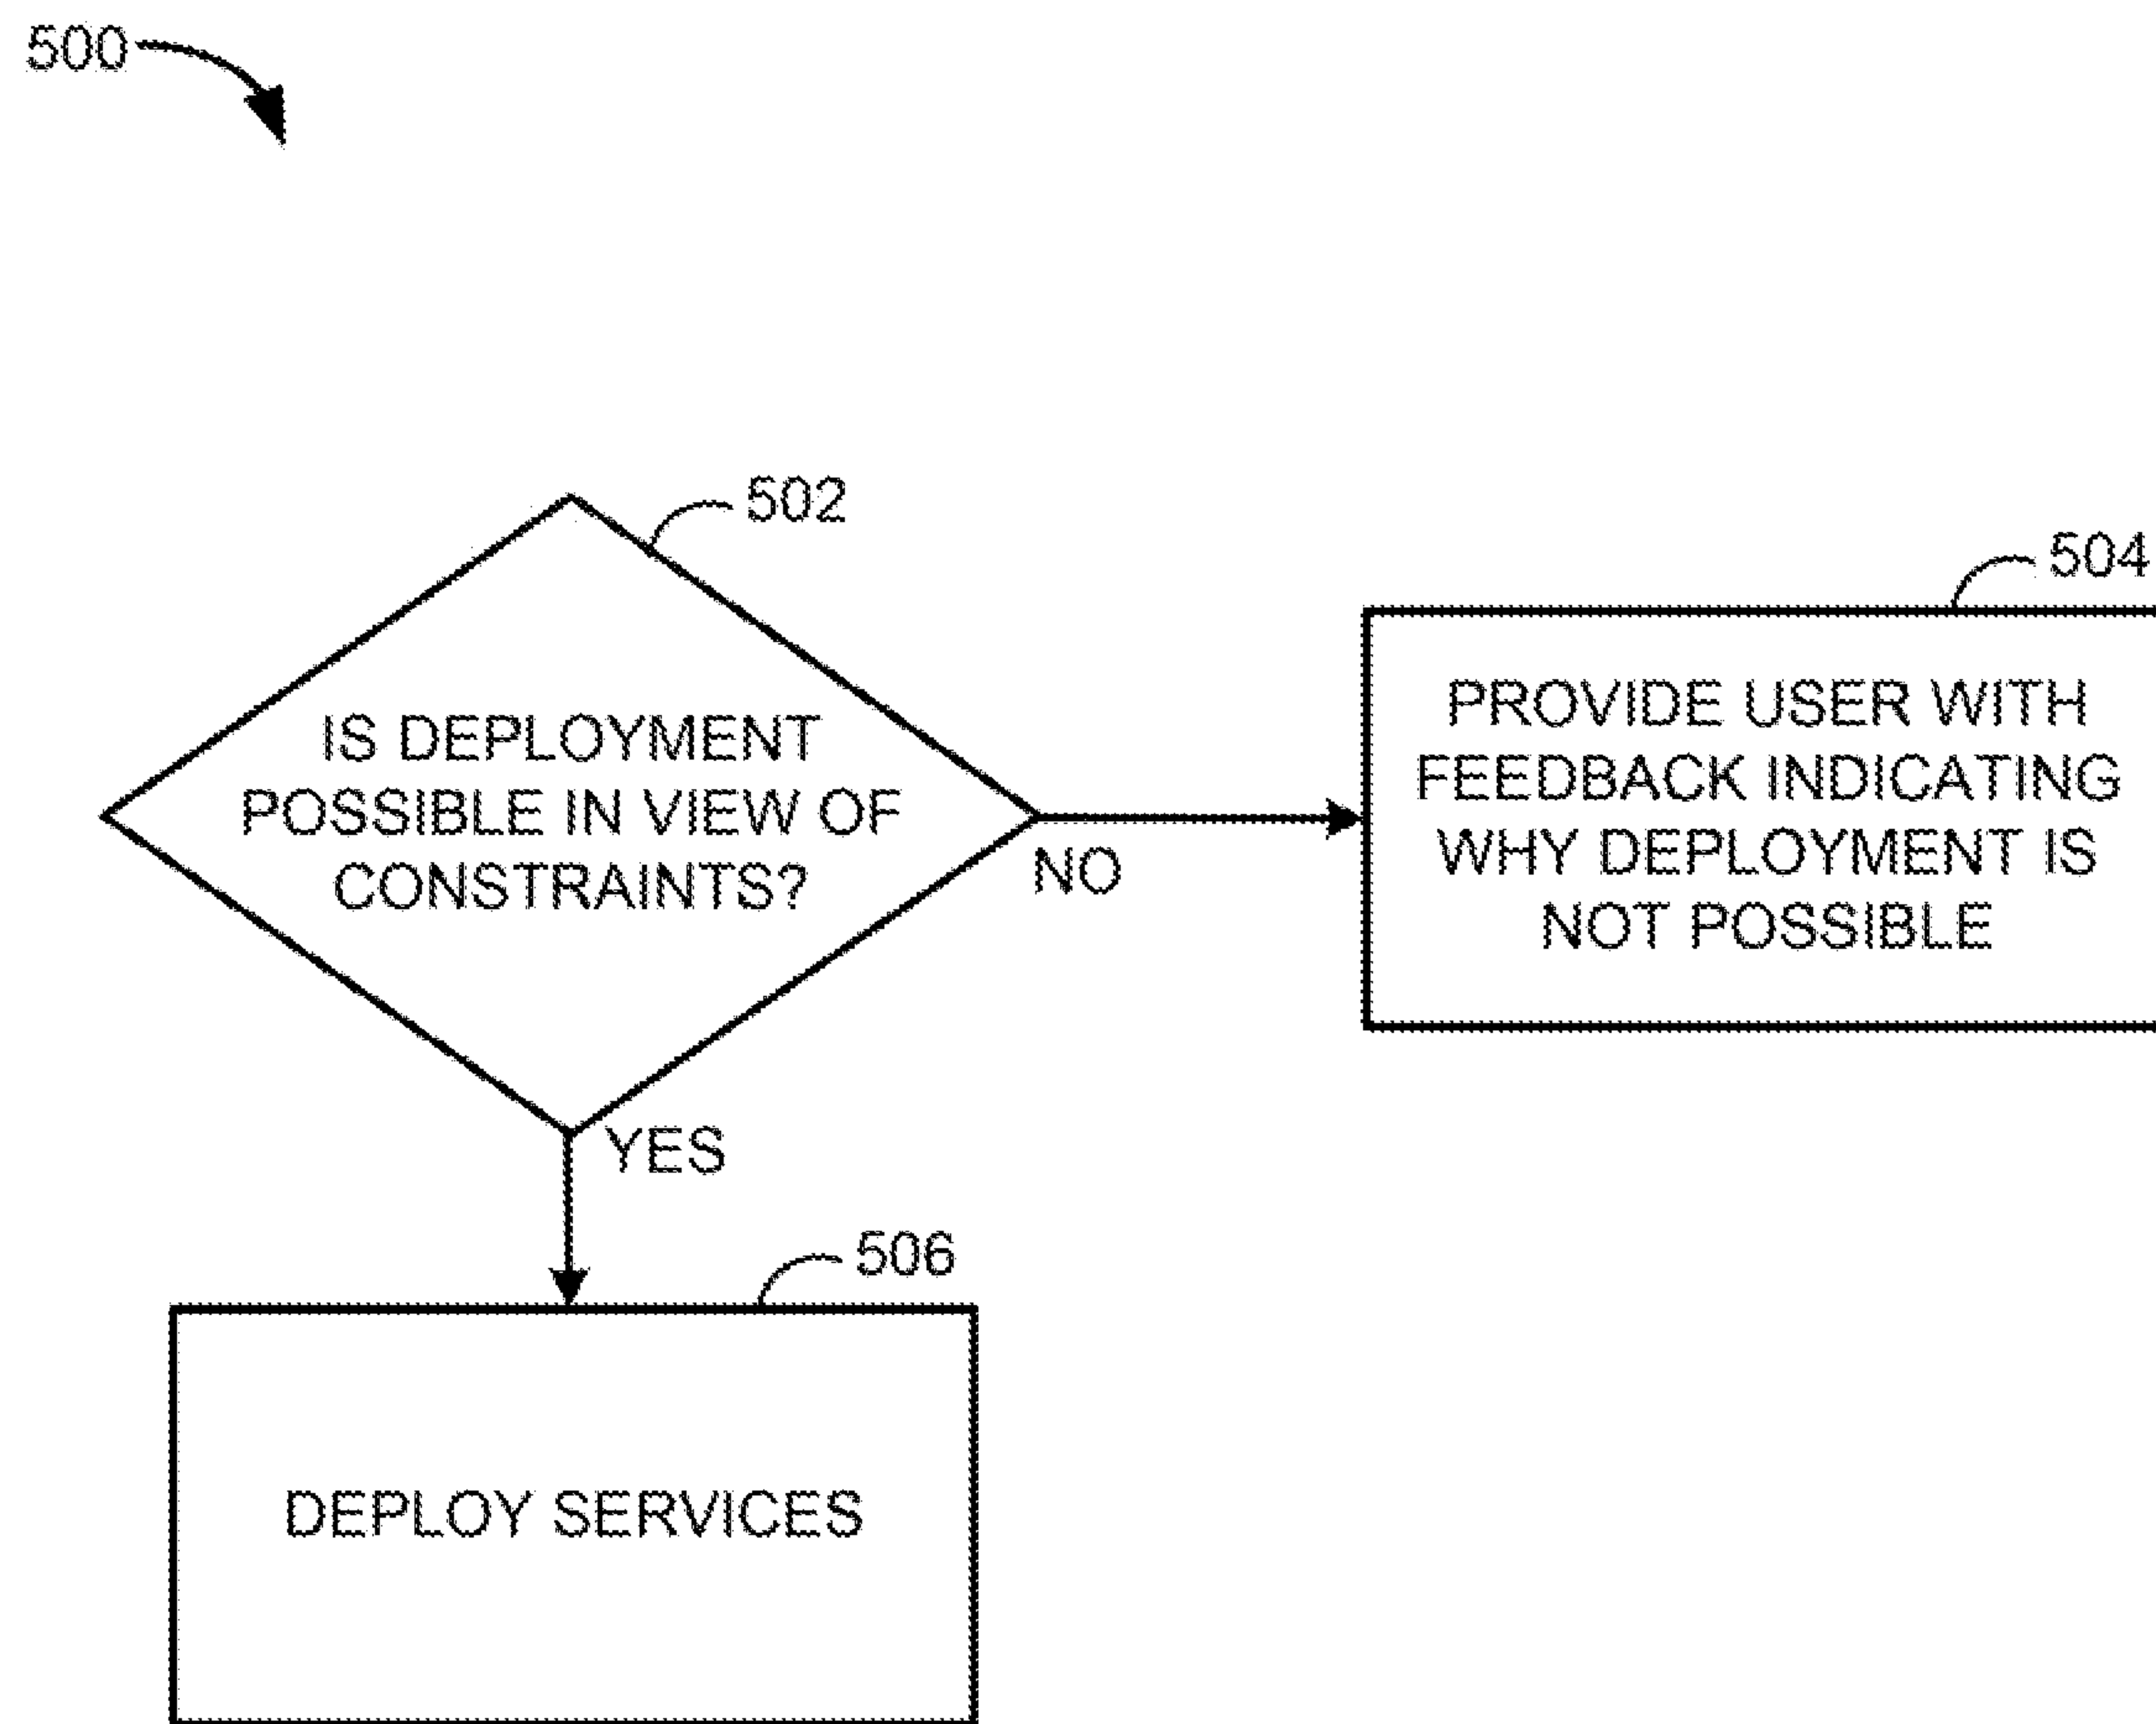 500
502
IS DEPLOYMENT
POSSIBLE IN VIEW OF
CONSTRAINTS?
NO
504
PROVIDE USER WITH
FEEDBACK INDICATING
WHY DEPLOYMENT IS
NOT POSSIBLE
YES
506
DEPLOY SERVICES